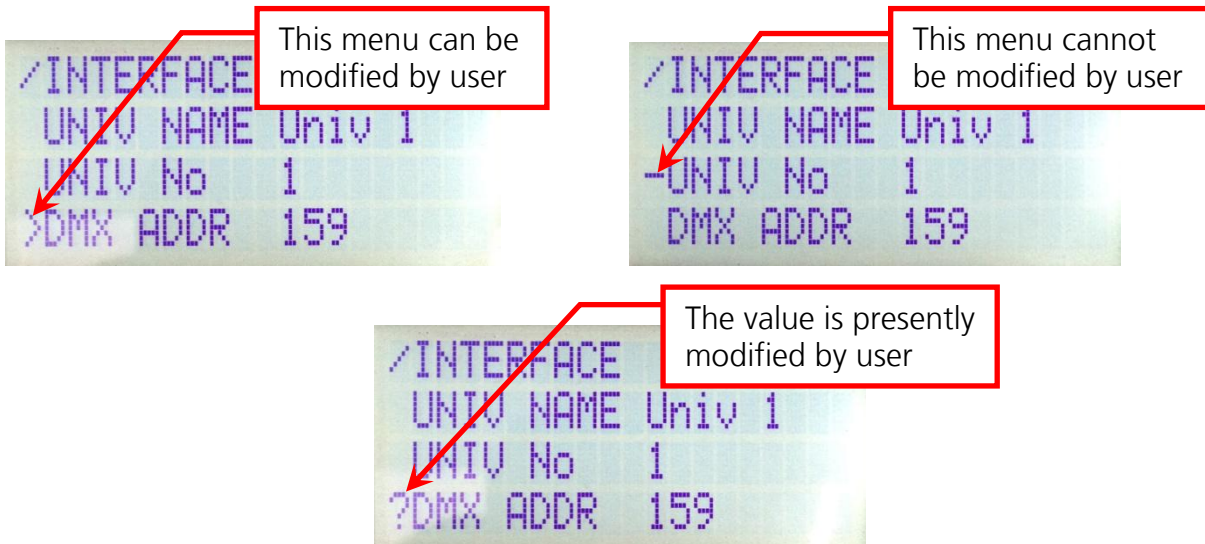 This menu can be
modified by user
/INTERFACE
UNIV NAME Univ 1
UNIV No 1
>DMX ADDR 159
This menu cannot
be modified by user
/INTERFACE
UNIV NAME Univ 1
-UNIV No 1
DMX ADDR 159
The value is presently
modified by user
/INTERFACE
UNIV NAME Univ 1
UNIV No 1
?DMX ADDR 159